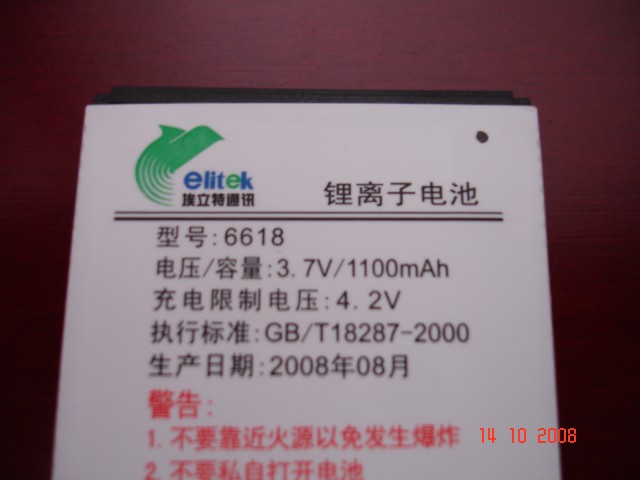 elitek
埃立特通讯
锂离子电池
型号:6618
电压/容量:3.7V/1100mAh
充电限制电压:4.2V
执行标准:GB/T18287-2000
生产日期:2008年08月
警告:
1.不要靠近火源以免发生爆炸
14 10 2008
2.不要私自打开电池